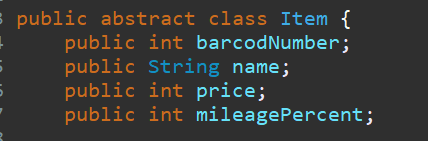 public abstract class Item {
public int barcodNumber;
public String name;
public int price;
public int mileagePercent;